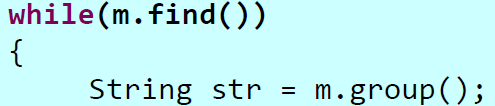 while(m.find())
{
     String str = m.group();